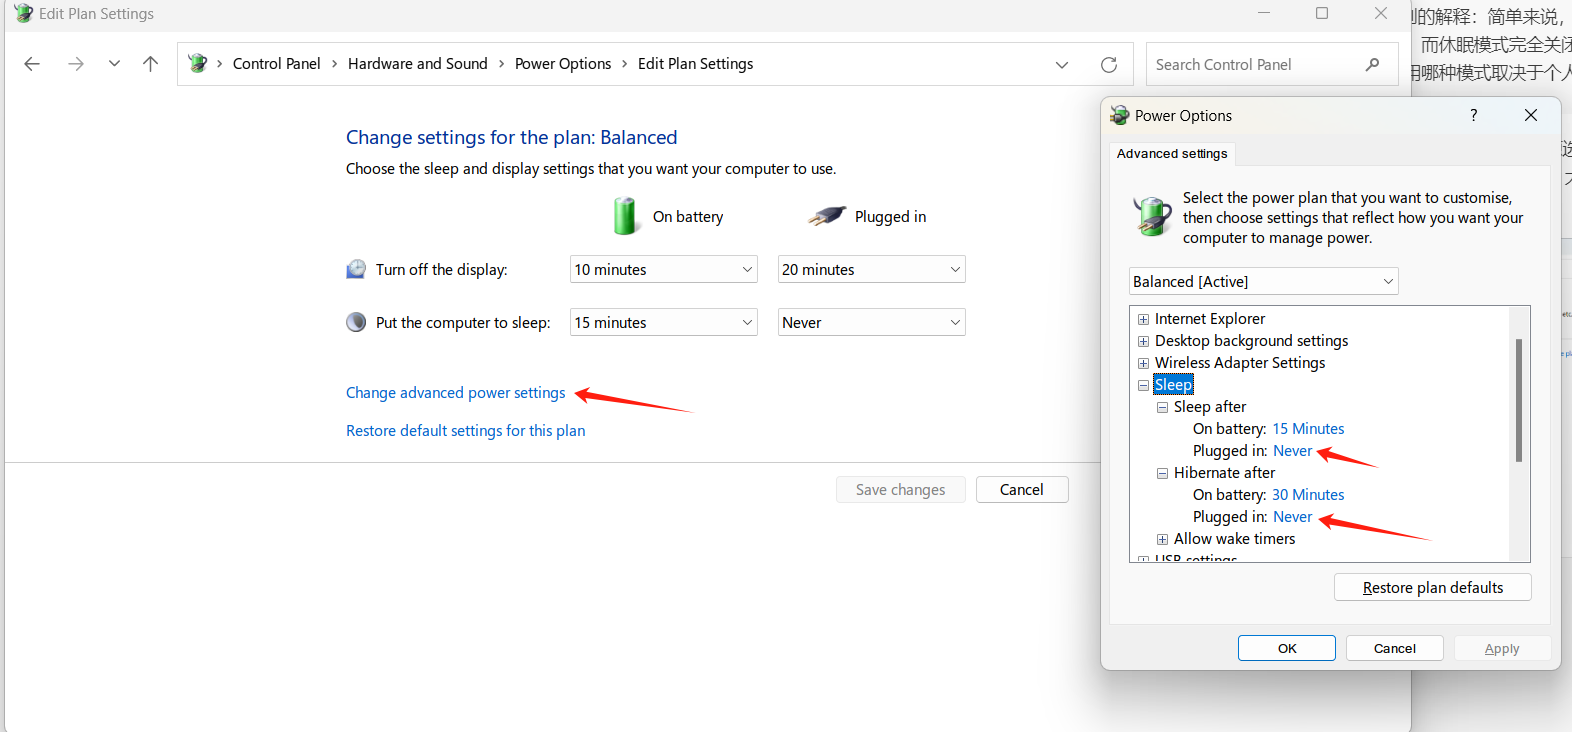 Edit Plan Settings
Control Panel > Hardware and Sound > Power Options > Edit Plan Settings
Search Control Panel
Change settings for the plan: Balanced
Choose the sleep and display settings that you want your computer to use.
On battery
Plugged in
Turn off the display:
10 minutes
20 minutes
Put the computer to sleep:
15 minutes
Never
Change advanced power settings
Restore default settings for this plan
Save changes
Cancel
的解释：简单来说，
而休眠模式完全关闭
用哪种模式取决于个人
Power Options
?
Advanced settings
Select the power plan that you want to customise,
then choose settings that reflect how you want your
computer to manage power.
Balanced [Active]
Internet Explorer
Desktop background settings
Wireless Adapter Settings
Sleep
Sleep after
On battery: 15 Minutes
Plugged in: Never
Hibernate after
On battery: 30 Minutes
Plugged in: Never
Allow wake timers
USB settings
Restore plan defaults
OK
Cancel
Apply